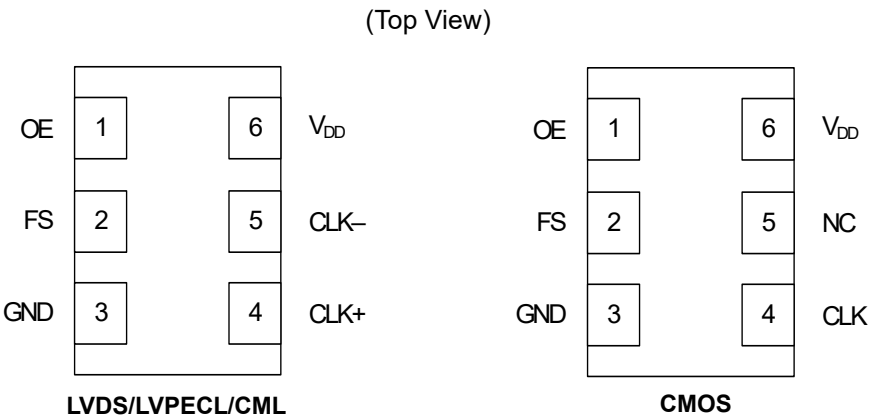 (Top View)
OE 1 6 VDD
FS 2 5 CLK–
GND 3 4 CLK+
LVDS/LVPECL/CML
OE 1 6 VDD
FS 2 5 NC
GND 3 4 CLK
CMOS